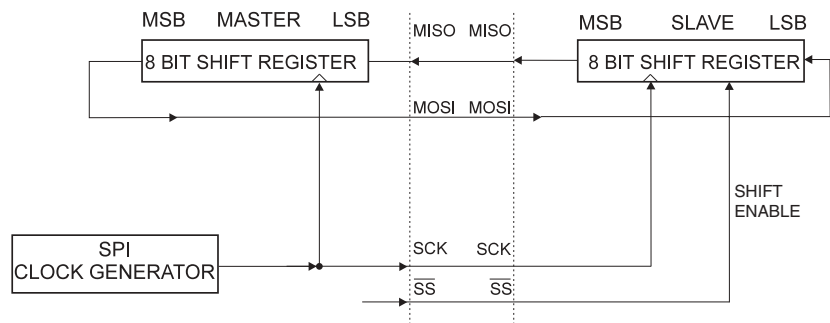 MSB MASTER LSB
MISO MISO
MSB SLAVE LSB
8 BIT SHIFT REGISTER
8 BIT SHIFT REGISTER
MOSI MOSI
SHIFT
ENABLE
SPI
CLOCK GENERATOR
SCK SCK
SS SS